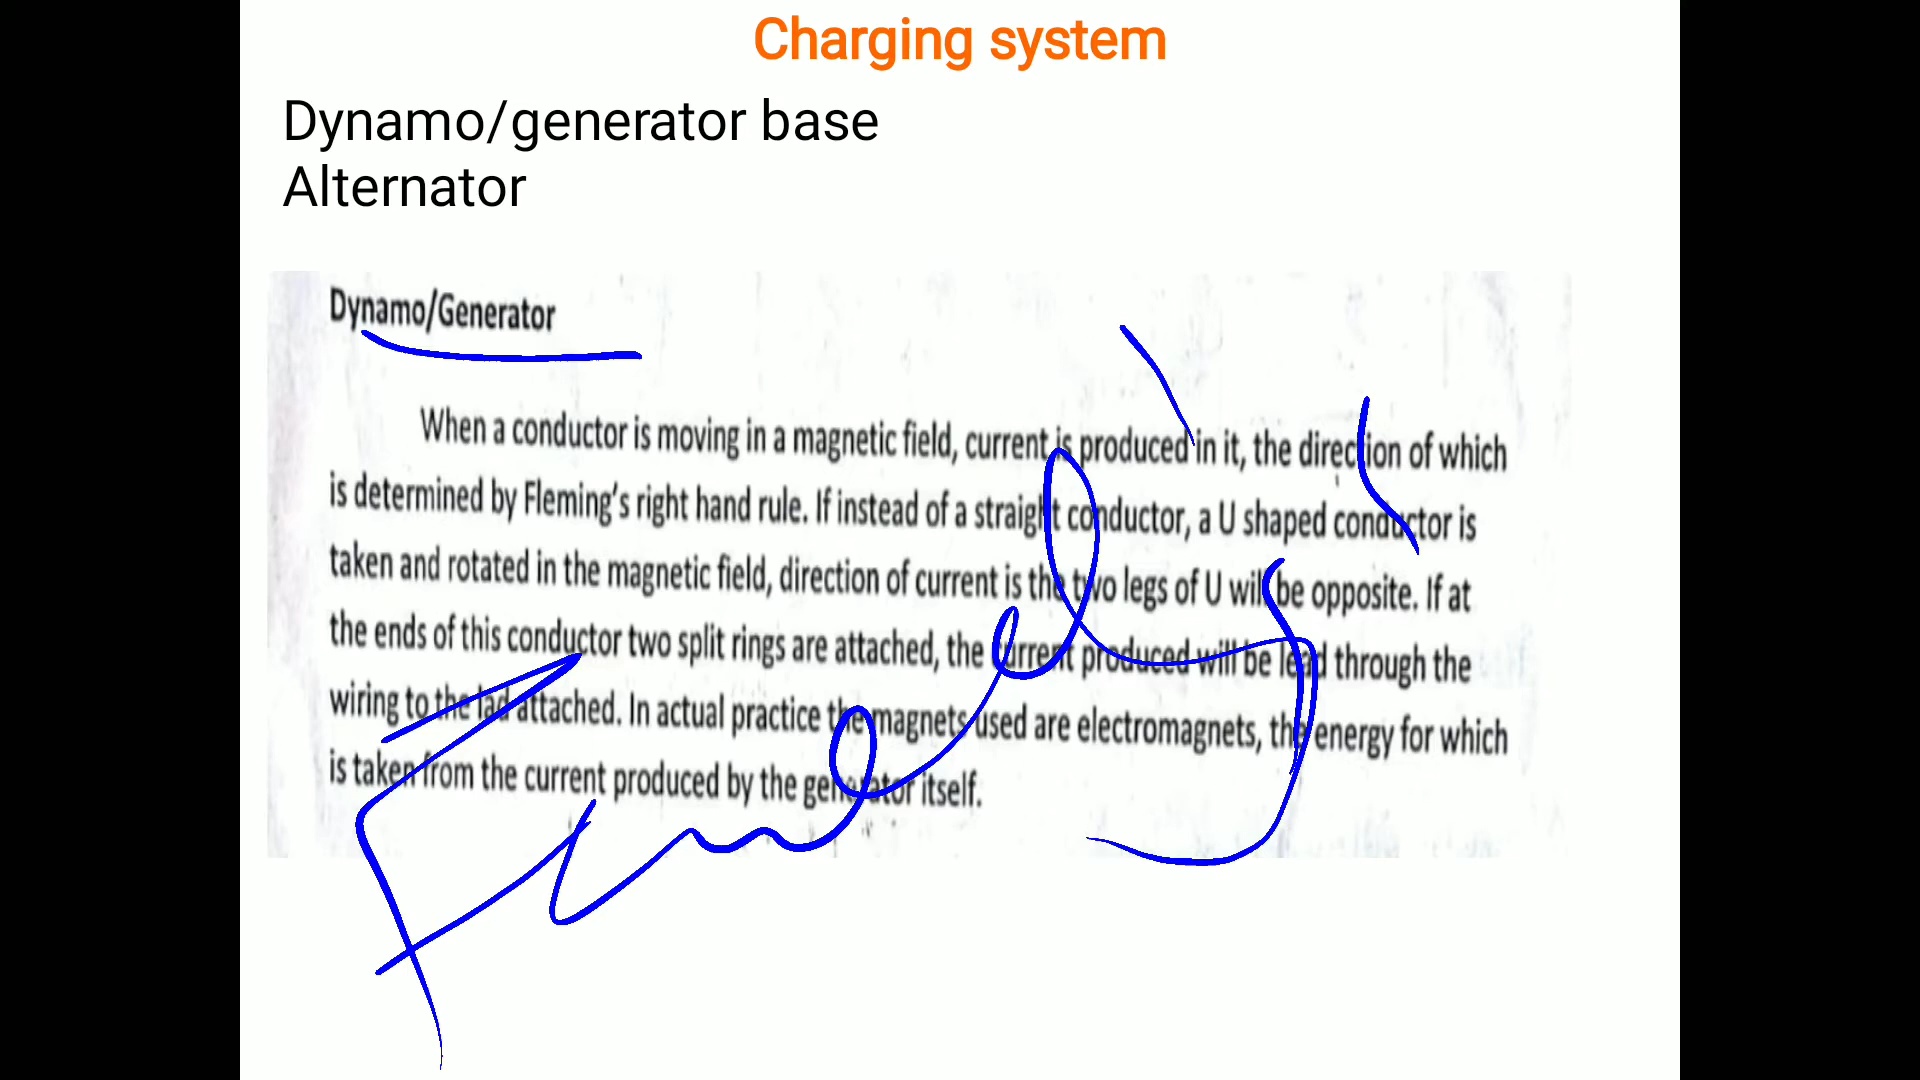 Charging system
Dynamo/generator base
Alternator
Dynamo/Generator
When a conductor is moving in a magnetic field, current is produced in it, the direction of which
is determined by Fleming's right hand rule. If instead of a straight conductor, a U shaped conductor is
taken and rotated in the magnetic field, direction of current is the two legs of U will be opposite. If at
the ends of this conductor two split rings are attached, the current produced will be lead through the
wiring to the lad attached. In actual practice the magnets used are electromagnets, the energy for which
is taken from the current produced by the generator itself.